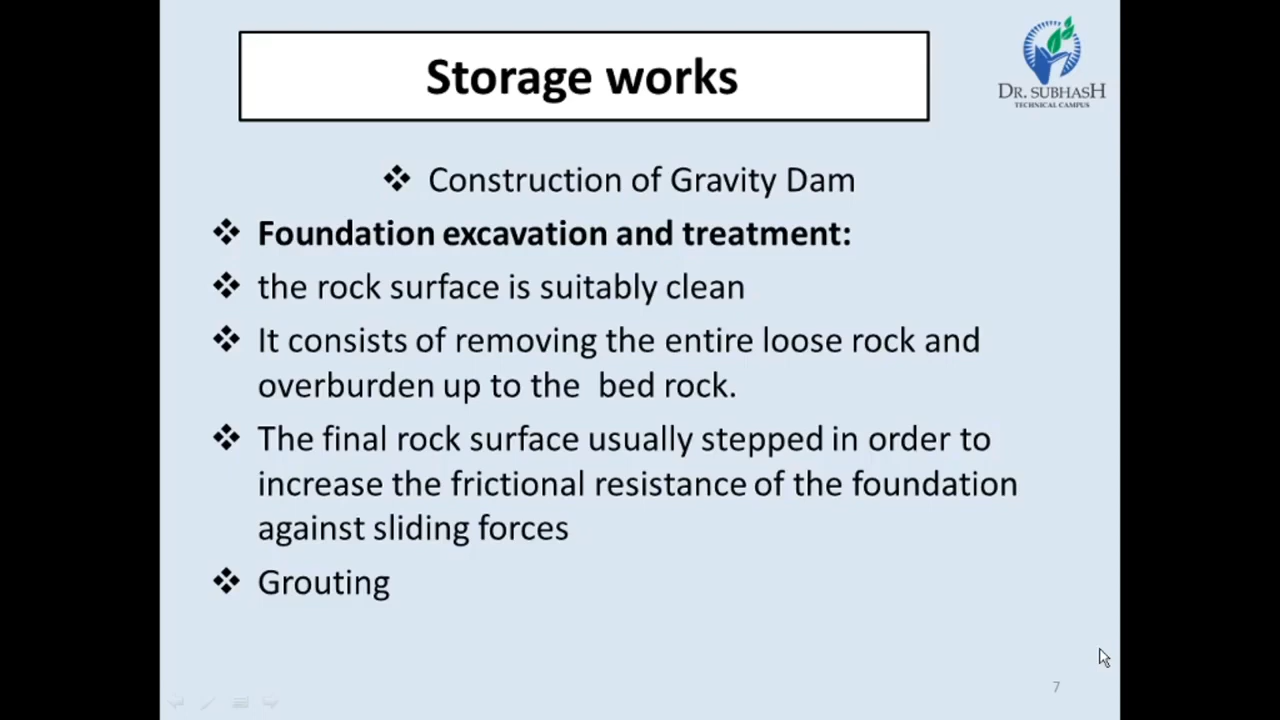 Storage works
DR. SUBHASH
TECHNICAL CAMPUS
❖ Construction of Gravity Dam
❖ Foundation excavation and treatment:
❖ the rock surface is suitably clean
❖ It consists of removing the entire loose rock and
overburden up to the bed rock.
❖ The final rock surface usually stepped in order to
increase the frictional resistance of the foundation
against sliding forces
❖ Grouting
7